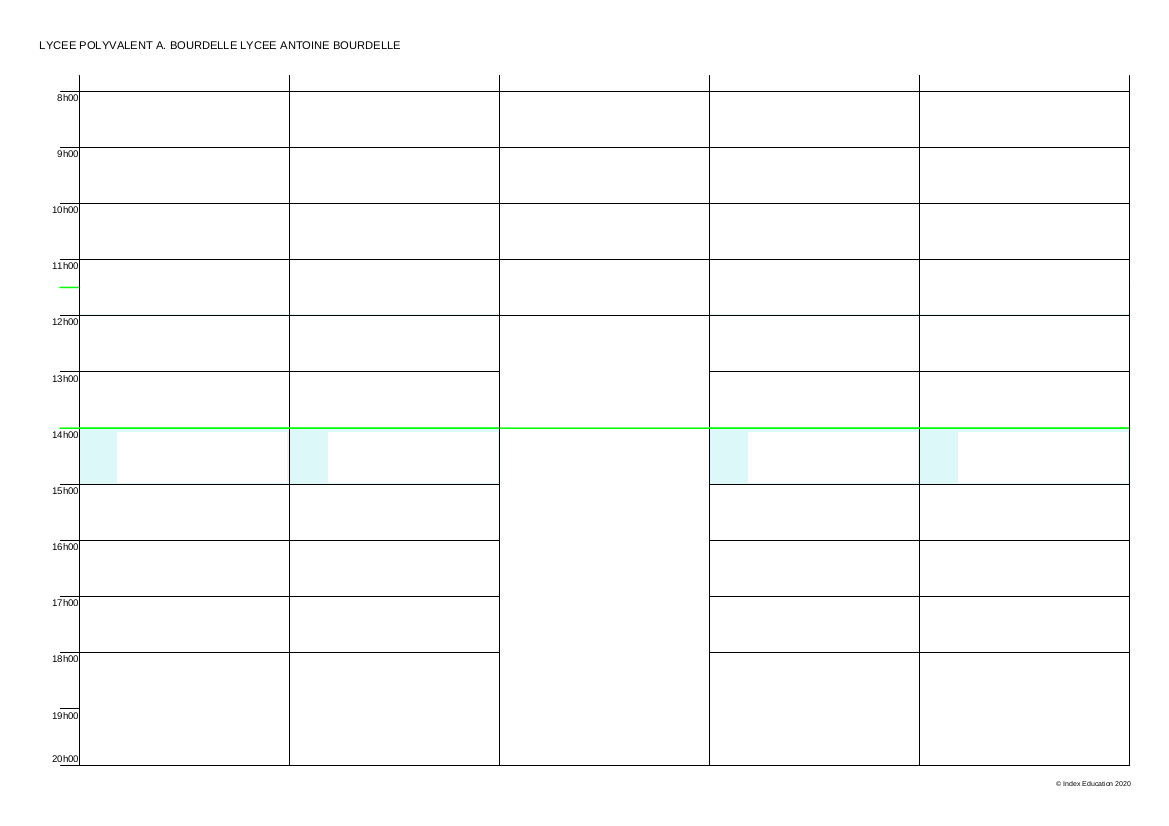 LYCEE POLYVALENT A. BOURDELLE LYCEE ANTOINE BOURDELLE
8h00
9h00
10h00
11h00
12h00
13h00
14h00
15h00
16h00
17h00
18h00
19h00
20h00
© Index Education 2020